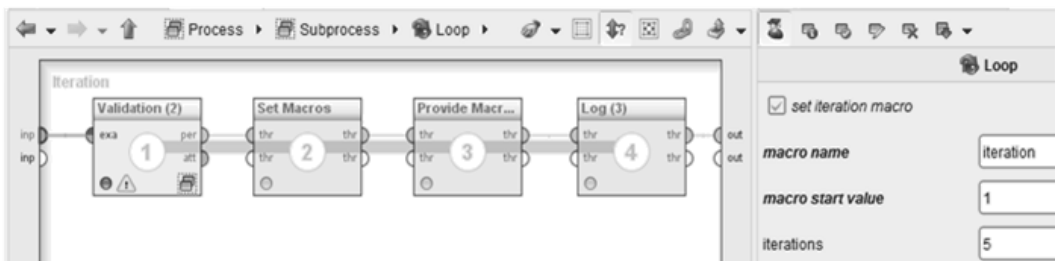 Process Subprocess Loop
Loop
Iteration
set iteration macro
Validation (2) Set Macros Provide Macr... Log (3)
inp exa per thr thr thr thr thr thr out
inp att thr thr thr thr thr thr out
1 2 3 4
macro name iteration
macro start value 1
iterations 5